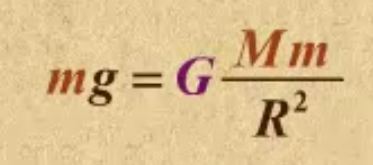 mg = G Mm / R²